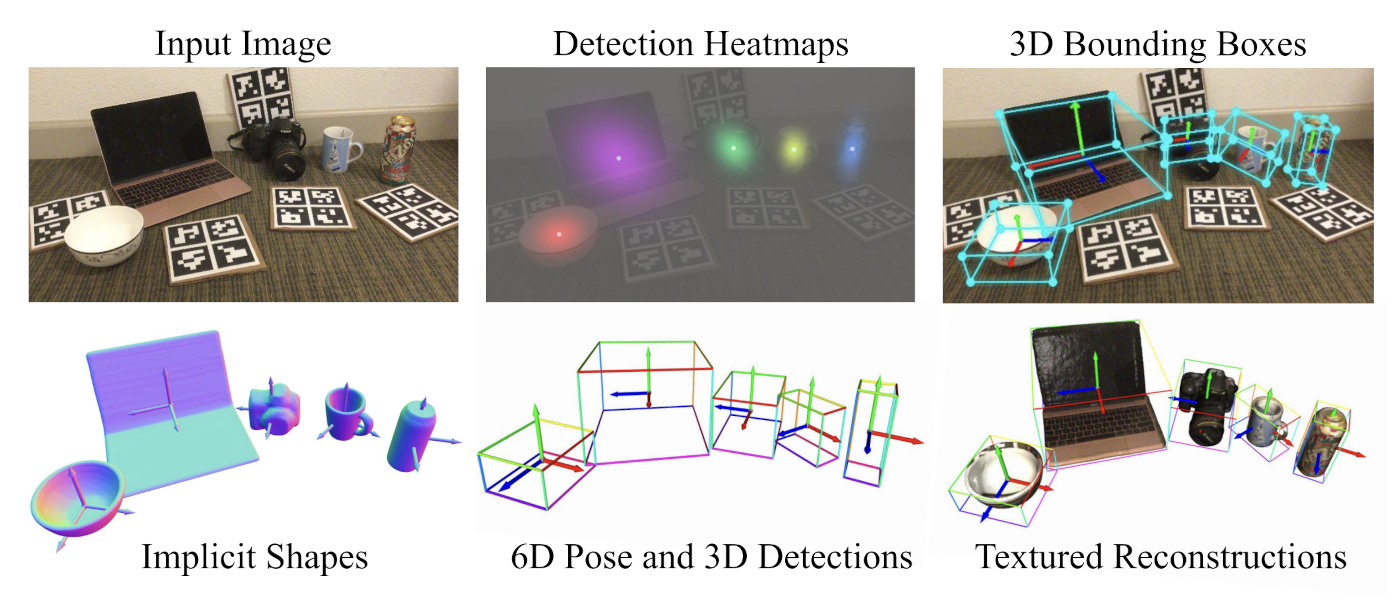 Input Image
Detection Heatmaps
3D Bounding Boxes
Implicit Shapes
6D Pose and 3D Detections
Textured Reconstructions